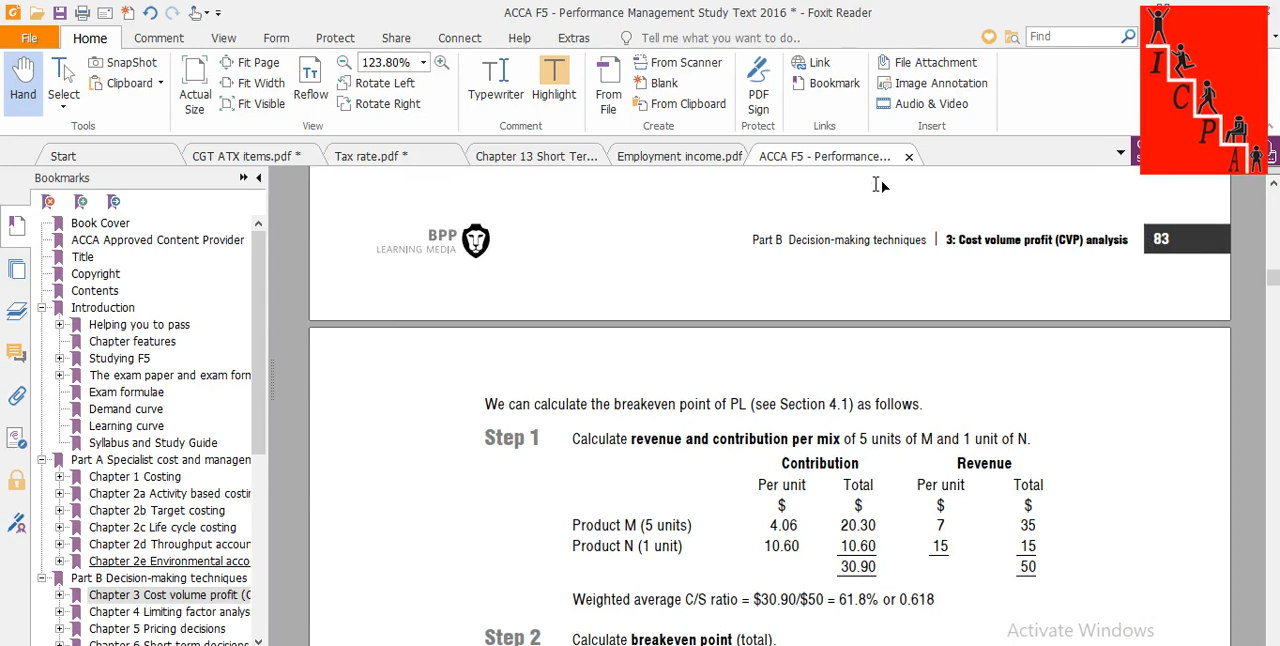 ACCA F5 - Performance Management Study Text 2016 * - Foxit Reader
File Home Comment View Form Protect Share Connect Help Extras Tell me what you want to do.. Find
Hand Select SnapShot Clipboard Actual Size Fit Page Fit Width Fit Visible Reflow 123.80% Rotate Left Rotate Right Typewriter Highlight From File From Scanner Blank From Clipboard PDF Sign Link Bookmark File Attachment Image Annotation Audio & Video
Tools View Comment Create Protect Links Insert
I C P A
Start CGT ATX items.pdf * Tax rate.pdf * Chapter 13 Short Ter... Employment income.pdf ACCA F5 - Performance...
Bookmarks
Book Cover
ACCA Approved Content Provider
Title
Copyright
Contents
Introduction
Helping you to pass
Chapter features
Studying F5
The exam paper and exam form
Exam formulae
Demand curve
Learning curve
Syllabus and Study Guide
Part A Specialist cost and managem
Chapter 1 Costing
Chapter 2a Activity based costin
Chapter 2b Target costing
Chapter 2c Life cycle costing
Chapter 2d Throughput accour
Chapter 2e Environmental acco
Part B Decision-making techniques
Chapter 3 Cost volume profit (C
Chapter 4 Limiting factor analys
Chapter 5 Pricing decisions
Chapter 6 Short term decisions
BPP
LEARNING MEDIA
Part B Decision-making techniques | 3: Cost volume profit (CVP) analysis 83
We can calculate the breakeven point of PL (see Section 4.1) as follows.
Step 1 Calculate revenue and contribution per mix of 5 units of M and 1 unit of N.
Contribution Revenue
Per unit Total Per unit Total
$ $ $ $
Product M (5 units) 4.06 20.30 7 35
Product N (1 unit) 10.60 10.60 15 15
30.90 50
Weighted average C/S ratio = $30.90/$50 = 61.8% or 0.618
Step 2 Calculate breakeven point (total).
Activate Windows